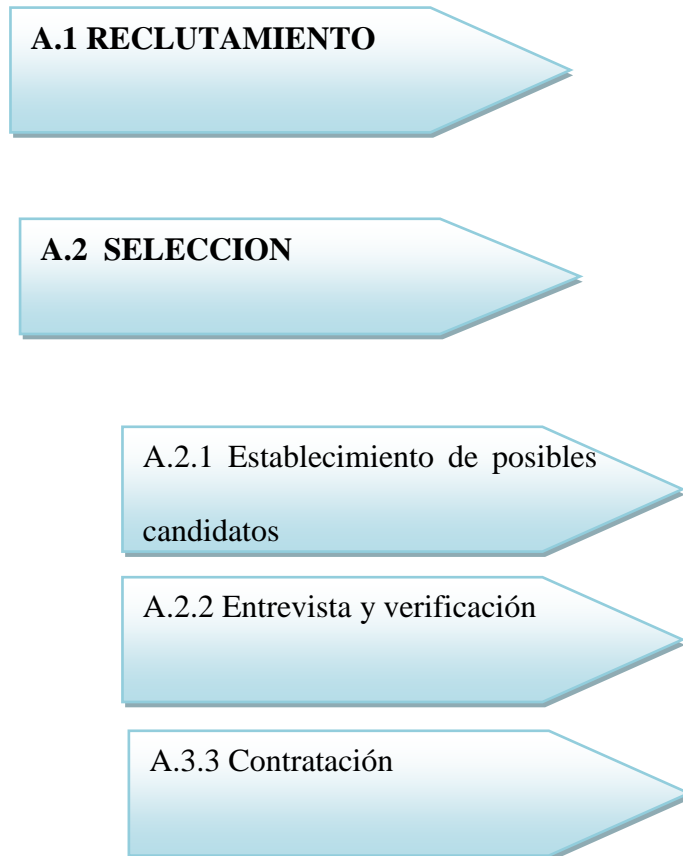 A.1 RECLUTAMIENTO
A.2 SELECCION
A.2.1 Establecimiento de posibles
candidatos
A.2.2 Entrevista y verificación
A.3.3 Contratación